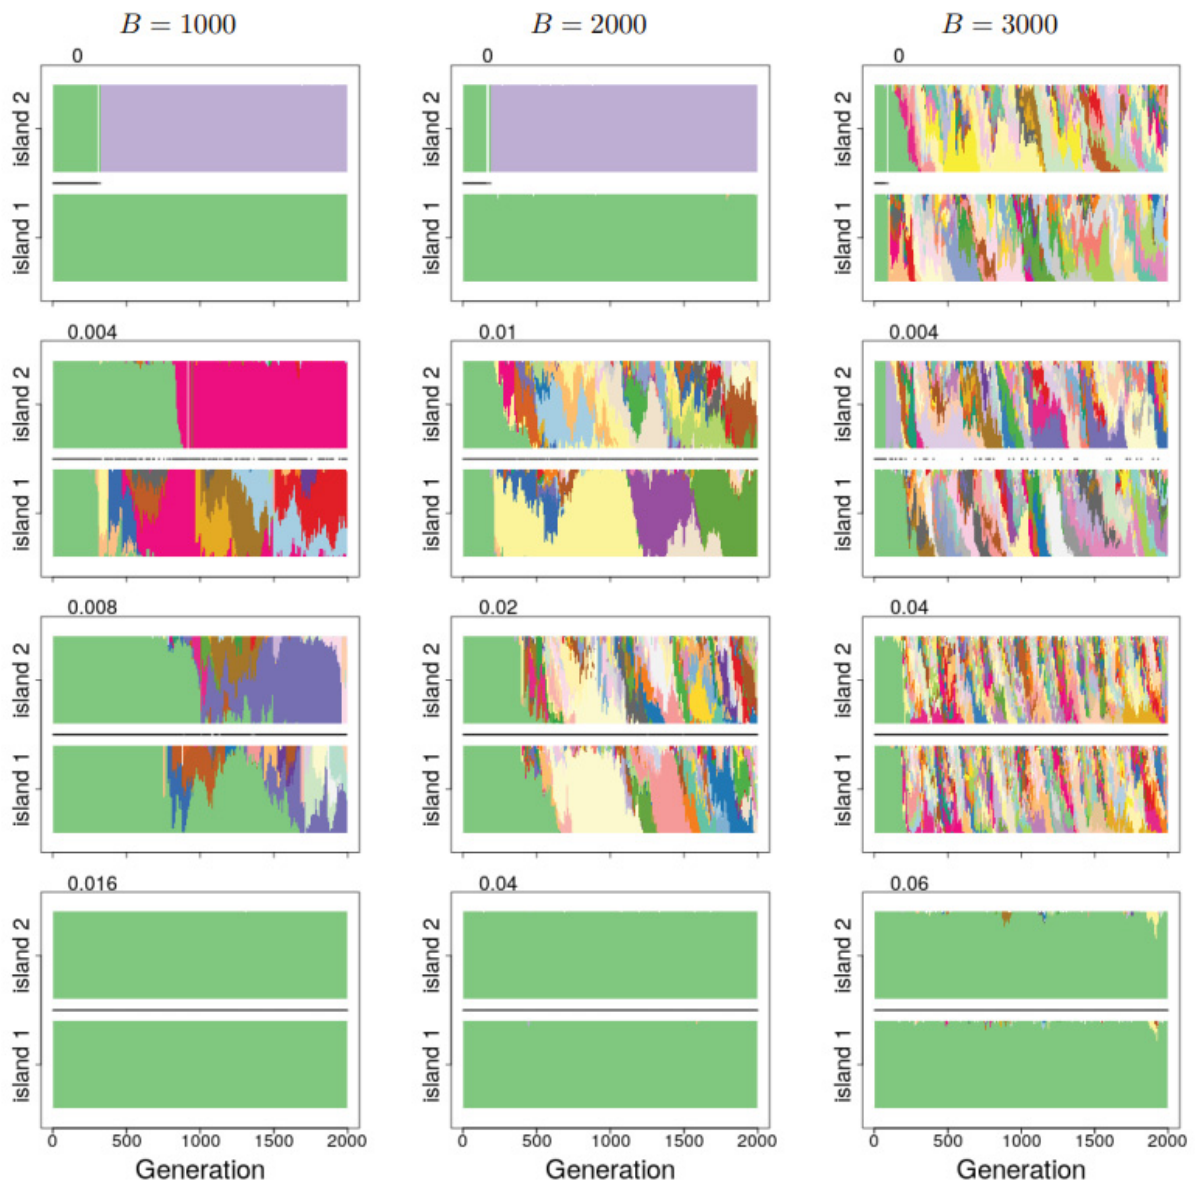 B = 1000
B = 2000
B = 3000
0
0
0
island 2
island 2
island 2
island 1
island 1
island 1
0.004
0.01
0.004
island 2
island 2
island 2
island 1
island 1
island 1
0.008
0.02
0.04
island 2
island 2
island 2
island 1
island 1
island 1
0.016
0.04
0.06
island 2
island 2
island 2
island 1
island 1
island 1
0 500 1000 1500 2000
0 500 1000 1500 2000
0 500 1000 1500 2000
Generation
Generation
Generation